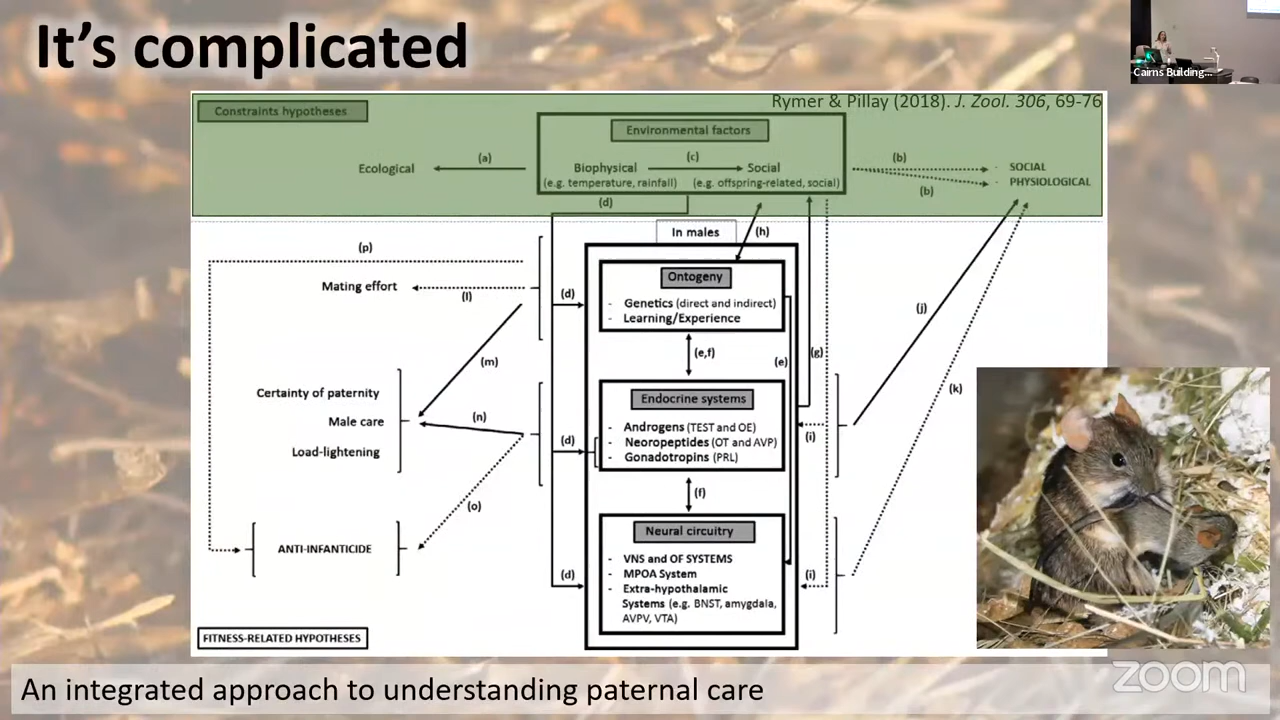 It's complicated
Cairns Building...
Rymer & Pillay (2018). J. Zool. 306, 69-76
Constraints hypotheses
Environmental factors
Ecological
(a)
Biophysical
(c)
Social
(e.g. temperature, rainfall)
(e.g. offspring-related, social)
(b)
(b)
- SOCIAL
- PHYSIOLOGICAL
(d)
In males
(h)
(p)
Mating effort
(l)
(d)
Ontogeny
- Genetics (direct and indirect)
- Learning/Experience
(j)
(m)
(e,f)
(e)
(g)
(k)
Certainty of paternity
Male care
Load-lightening
(n)
(d)
Endocrine systems
- Androgens (TEST and OE)
- Neoropeptides (OT and AVP)
- Gonadotropins (PRL)
(i)
(o)
(f)
ANTI-INFANTICIDE
(d)
Neural circuitry
- VNS and OF SYSTEMS
- MPOA System
- Extra-hypothalamic
Systems (e.g. BNST, amygdala,
AVPV, VTA)
(i)
FITNESS-RELATED HYPOTHESES
An integrated approach to understanding paternal care
zoom